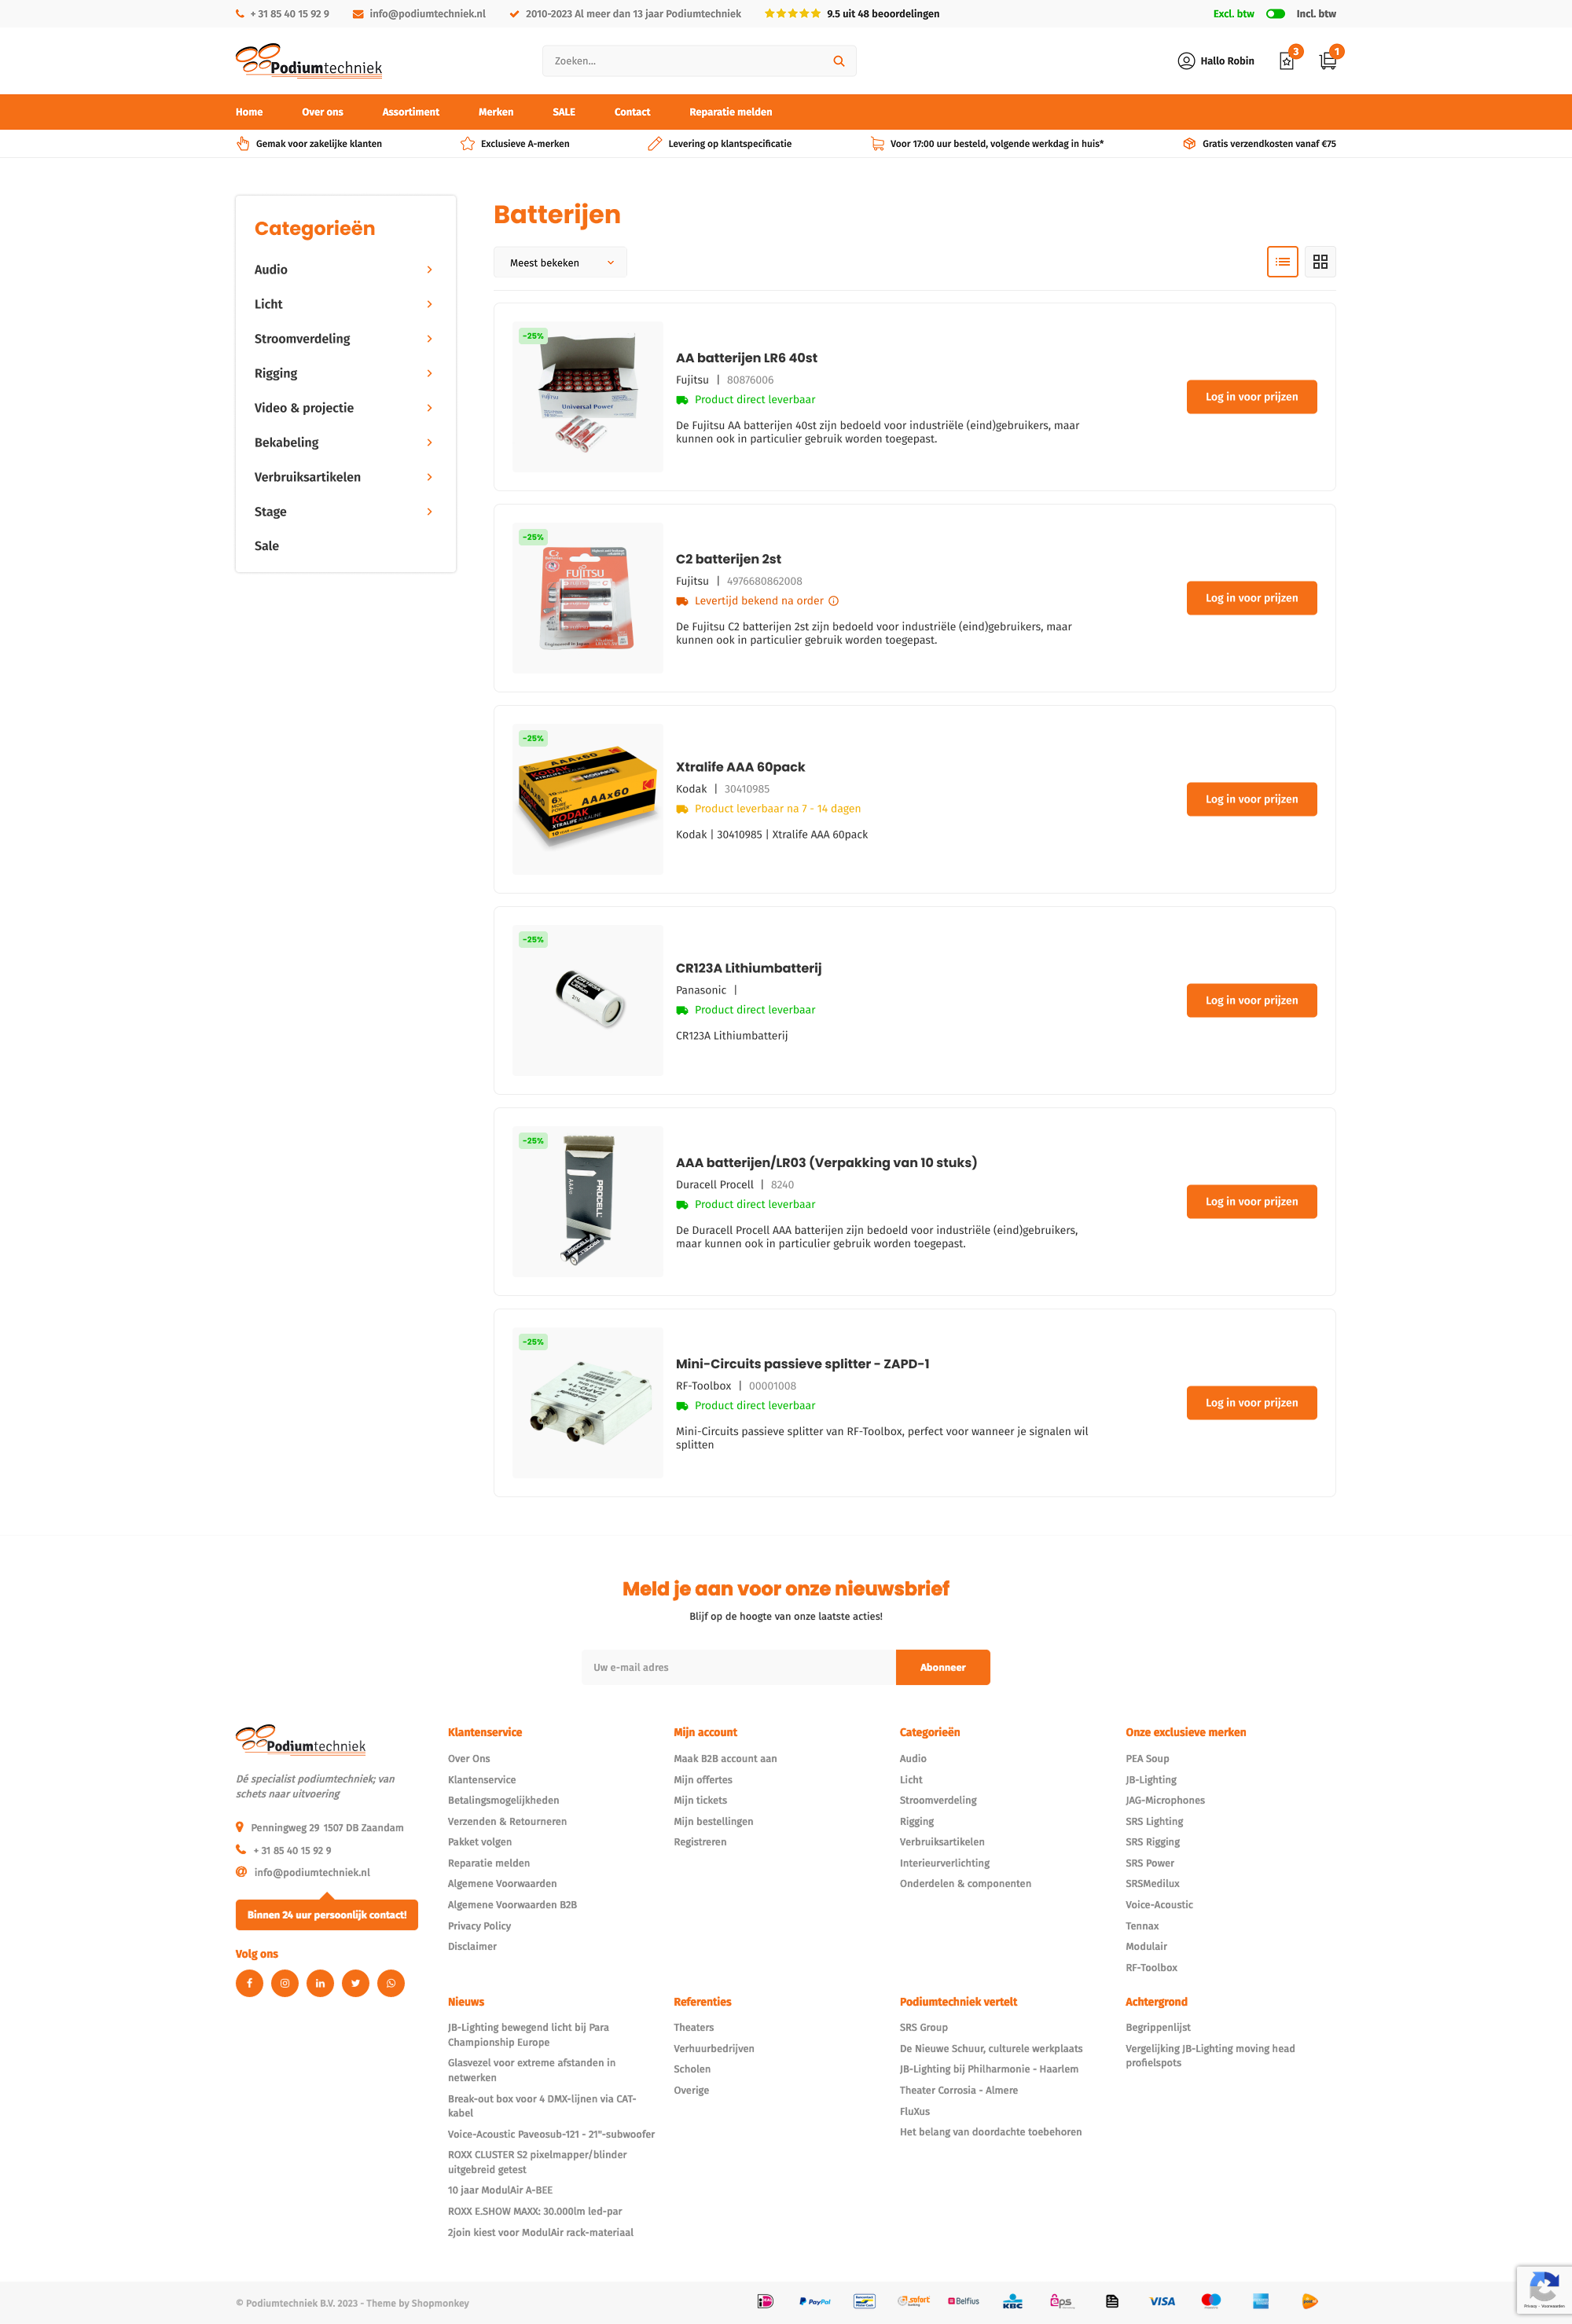 + 31 85 40 15 92 9 info@podiumtechniek.nl 2010-2023 Al meer dan 13 jaar Podiumtechniek 9.5 uit 48 beoordelingen Excl. btw Incl. btw
Podiumtechniek Zoeken... Hallo Robin 3 1
Home Over ons Assortiment Merken SALE Contact Reparatie melden
Gemak voor zakelijke klanten Exclusieve A-merken Levering op klantspecificatie Voor 17:00 uur besteld, volgende werkdag in huis* Gratis verzendkosten vanaf €75
Categorieën
Audio
Licht
Stroomverdeling
Rigging
Video & projectie
Bekabeling
Verbruiksartikelen
Stage
Sale
Batterijen
Meest bekeken
-25%
AA batterijen LR6 40st
Fujitsu | 80876006
Product direct leverbaar
De Fujitsu AA batterijen 40st zijn bedoeld voor industriële (eind)gebruikers, maar
kunnen ook in particulier gebruik worden toegepast.
Log in voor prijzen
-25%
C2 batterijen 2st
Fujitsu | 4976680862008
Levertijd bekend na order
De Fujitsu C2 batterijen 2st zijn bedoeld voor industriële (eind)gebruikers, maar
kunnen ook in particulier gebruik worden toegepast.
Log in voor prijzen
-25%
Xtralife AAA 60pack
Kodak | 30410985
Product leverbaar na 7 - 14 dagen
Kodak | 30410985 | Xtralife AAA 60pack
Log in voor prijzen
-25%
CR123A Lithiumbatterij
Panasonic |
Product direct leverbaar
CR123A Lithiumbatterij
Log in voor prijzen
-25%
AAA batterijen/LR03 (Verpakking van 10 stuks)
Duracell Procell | 8240
Product direct leverbaar
De Duracell Procell AAA batterijen zijn bedoeld voor industriële (eind)gebruikers,
maar kunnen ook in particulier gebruik worden toegepast.
Log in voor prijzen
-25%
Mini-Circuits passieve splitter - ZAPD-1
RF-Toolbox | 00001008
Product direct leverbaar
Mini-Circuits passieve splitter van RF-Toolbox, perfect voor wanneer je signalen wil
splitten
Log in voor prijzen
Meld je aan voor onze nieuwsbrief
Blijf op de hoogte van onze laatste acties!
Uw e-mail adres Abonneer
Podiumtechniek
Dé specialist podiumtechniek; van
schets naar uitvoering
Penningweg 29 1507 DB Zaandam
+ 31 85 40 15 92 9
info@podiumtechniek.nl
Binnen 24 uur persoonlijk contact!
Volg ons
Klantenservice
Over Ons
Klantenservice
Betalingsmogelijkheden
Verzenden & Retourneren
Pakket volgen
Reparatie melden
Algemene Voorwaarden
Algemene Voorwaarden B2B
Privacy Policy
Disclaimer
Mijn account
Maak B2B account aan
Mijn offertes
Mijn tickets
Mijn bestellingen
Registreren
Categorieën
Audio
Licht
Stroomverdeling
Rigging
Verbruiksartikelen
Interieurverlichting
Onderdelen & componenten
Onze exclusieve merken
PEA Soup
JB-Lighting
JAG-Microphones
SRS Lighting
SRS Rigging
SRS Power
SRSMedilux
Voice-Acoustic
Tennax
Modulair
RF-Toolbox
Nieuws
JB-Lighting bewegend licht bij Para
Championship Europe
Glasvezel voor extreme afstanden in
netwerken
Break-out box voor 4 DMX-lijnen via CAT-
kabel
Voice-Acoustic Paveosub-121 - 21"-subwoofer
ROXX CLUSTER S2 pixelmapper/blinder
uitgebreid getest
10 jaar ModulAir A-BEE
ROXX E.SHOW MAXX: 30.000lm led-par
2join kiest voor ModulAir rack-materiaal
Referenties
Theaters
Verhuurbedrijven
Scholen
Overige
Podiumtechniek vertelt
SRS Group
De Nieuwe Schuur, culturele werkplaats
JB-Lighting bij Philharmonie - Haarlem
Theater Corrosia - Almere
FluXus
Het belang van doordachte toebehoren
Achtergrond
Begrippenlijst
Vergelijking JB-Lighting moving head
profielspots
© Podiumtechniek B.V. 2023 - Theme by Shopmonkey
PayPal sofort Belfius KBC eps VISA
Privacy - Voorwaarden